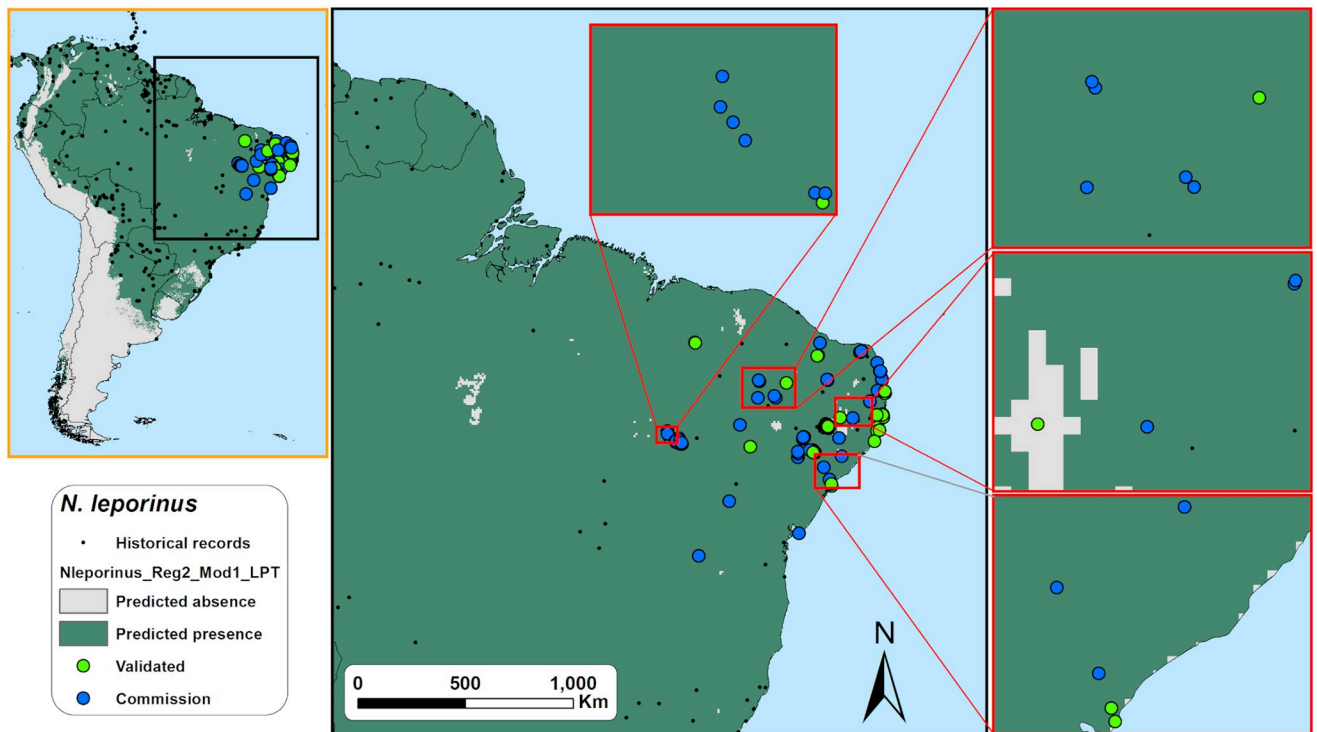 N. leporinus
Historical records
Nleporinus_Reg2_Mod1_LPT
Predicted absence
Predicted presence
Validated
Commission
0 500 1,000
Km
N